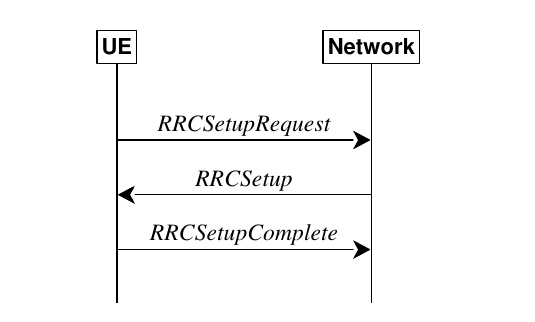 UE
Network
RRCSetupRequest
RRCSetup
RRCSetupComplete